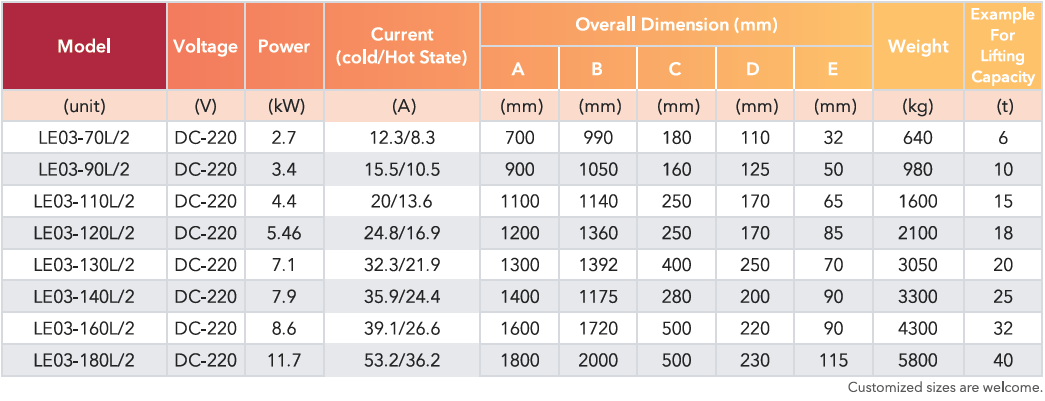 Model Voltage Power Current (cold/Hot State) Overall Dimension (mm) Weight Example For Lifting Capacity
A B C D E
(unit) (V) (kW) (A) (mm) (mm) (mm) (mm) (mm) (kg) (t)
LE03-70L/2 DC-220 2.7 12.3/8.3 700 990 180 110 32 640 6
LE03-90L/2 DC-220 3.4 15.5/10.5 900 1050 160 125 50 980 10
LE03-110L/2 DC-220 4.4 20/13.6 1100 1140 250 170 65 1600 15
LE03-120L/2 DC-220 5.46 24.8/16.9 1200 1360 250 170 85 2100 18
LE03-130L/2 DC-220 7.1 32.3/21.9 1300 1392 400 250 70 3050 20
LE03-140L/2 DC-220 7.9 35.9/24.4 1400 1175 280 200 90 3300 25
LE03-160L/2 DC-220 8.6 39.1/26.6 1600 1720 500 220 90 4300 32
LE03-180L/2 DC-220 11.7 53.2/36.2 1800 2000 500 230 115 5800 40
Customized sizes are welcome.